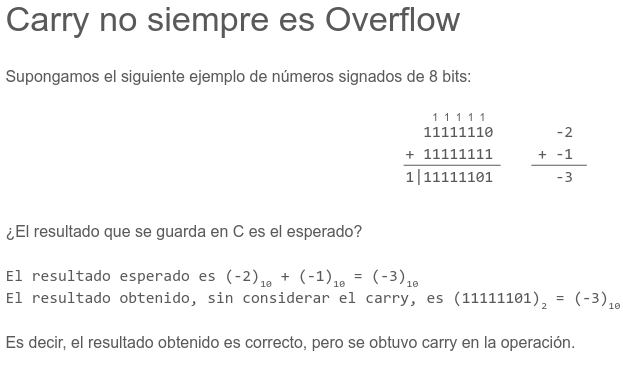 Carry no siempre es Overflow
Supongamos el siguiente ejemplo de números signados de 8 bits:
1 1 1 1 1
11111110 -2
+ 11111111 + -1
1|11111101 -3
¿El resultado que se guarda en C es el esperado?
El resultado esperado es (-2)₁₀ + (-1)₁₀ = (-3)₁₀
El resultado obtenido, sin considerar el carry, es (11111101)₂ = (-3)₁₀
Es decir, el resultado obtenido es correcto, pero se obtuvo carry en la operación.